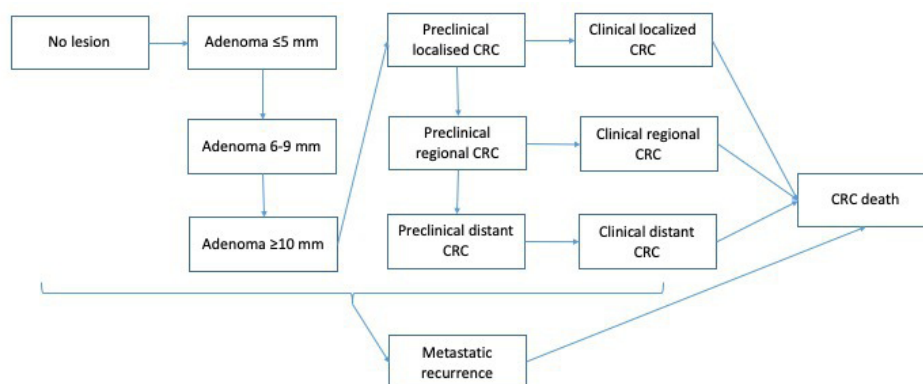 No lesion
Adenoma ≤5 mm
Adenoma 6-9 mm
Adenoma ≥10 mm
Preclinical
localised CRC
Clinical localized
CRC
Preclinical
regional CRC
Clinical regional
CRC
Preclinical distant
CRC
Clinical distant
CRC
CRC death
Metastatic
recurrence